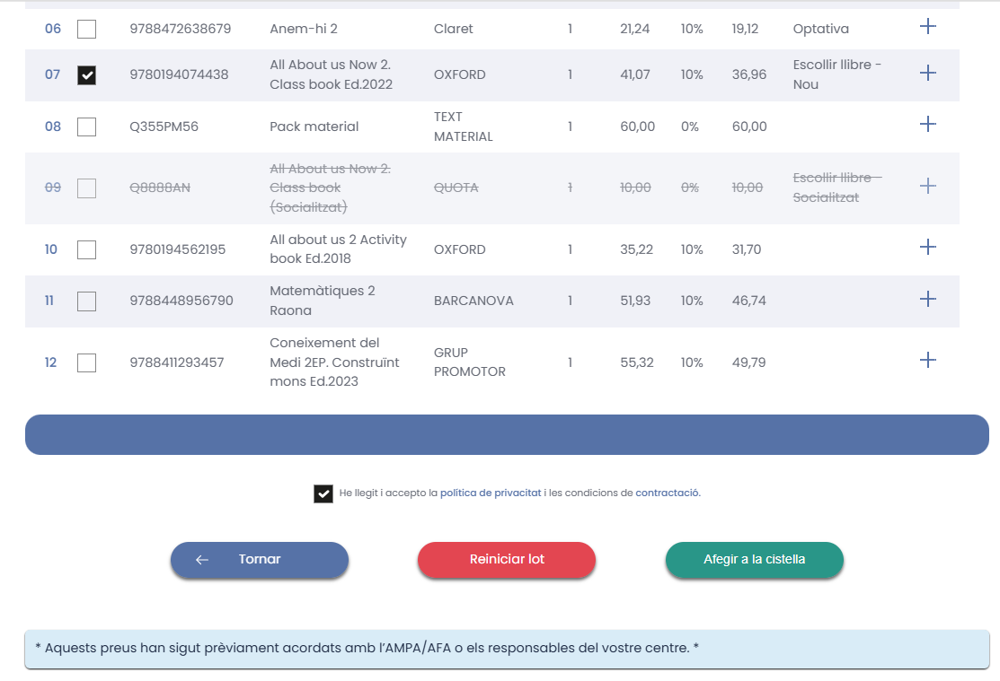 06 9788472638679 Anem-hi 2 Claret 1 21,24 10% 19,12 Optativa
07 9780194074438 All About us Now 2. Class book Ed.2022 OXFORD 1 41,07 10% 36,96 Escollir llibre - Nou
08 Q355PM56 Pack material TEXT MATERIAL 1 60,00 0% 60,00
09 Q8888AN All About us Now 2. Class book (Socialitzat) QUOTA 1 10,00 0% 10,00 Escollir llibre - Socialitzat
10 9780194562195 All about us 2 Activity book Ed.2018 OXFORD 1 35,22 10% 31,70
11 9788448956790 Matemàtiques 2 Raona BARCANOVA 1 51,93 10% 46,74
12 9788411293457 Coneixement del Medi 2EP. Construïnt mons Ed.2023 GRUP PROMOTOR 1 55,32 10% 49,79
He llegit i accepto la política de privacitat i les condicions de contractació.
Tornar
Reiniciar lot
Afegir a la cistella
* Aquests preus han sigut prèviament acordats amb l’AMPA/AFA o els responsables del vostre centre. *